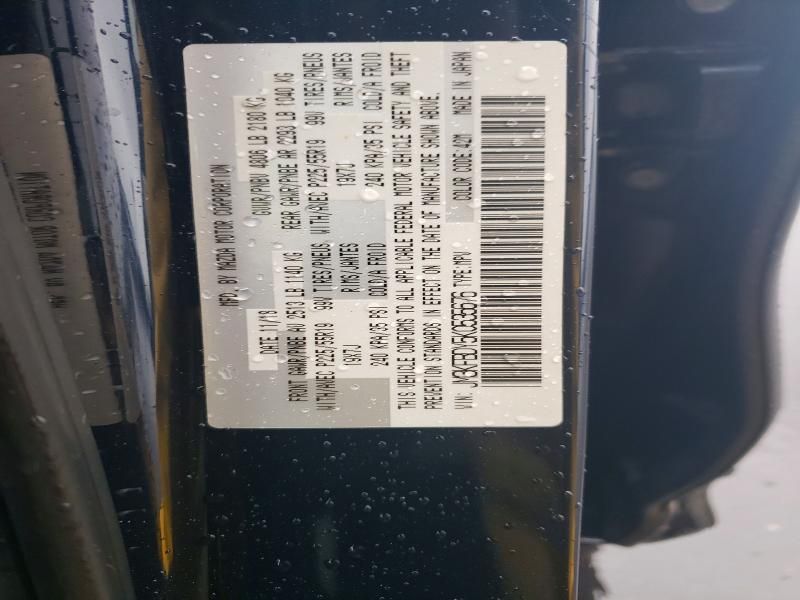 MFD. BY MAZDA MOTOR CORPORATION
DATE: 11/19 GVWR/PNBV 4806 LB 2180 KG
FRONT GAWR/PNBE AV 2513 LB 1140 KG REAR GAWR/PNBE AR 2293 LB 1040 KG
WITH/AVEC P225/55R19 99V TIRES/PNEUS WITH/AVEC P225/55R19 99V TIRES/PNEUS
19X7J RIMS/JANTES 19X7J RIMS/JANTES
240 KPA/35 PSI COLD/A FROID 240 KPA/35 PSI COLD/A FROID
THIS VEHICLE CONFORMS TO ALL APPLICABLE FEDERAL MOTOR VEHICLE SAFETY AND THEFT
PREVENTION STANDARDS IN EFFECT ON THE DATE OF MANUFACTURE SHOWN ABOVE.
VIN: JM3KFBDY5K0695676 TYPE:MPV COLOR CODE:42M MADE IN JAPAN